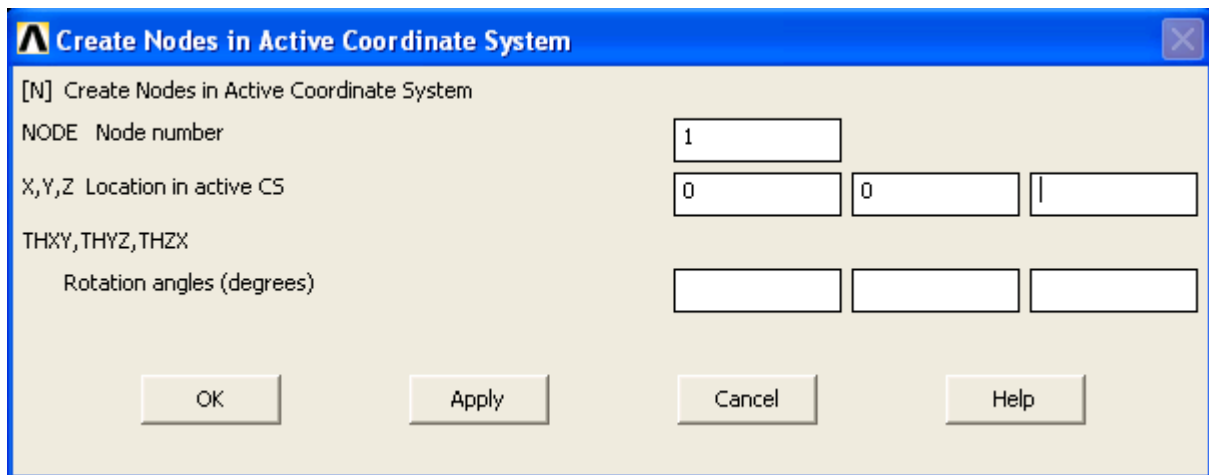 Create Nodes in Active Coordinate System
[N] Create Nodes in Active Coordinate System
NODE Node number 1
X,Y,Z Location in active CS 0 0
THXY,THYZ,THZX
Rotation angles (degrees)
OK Apply Cancel Help